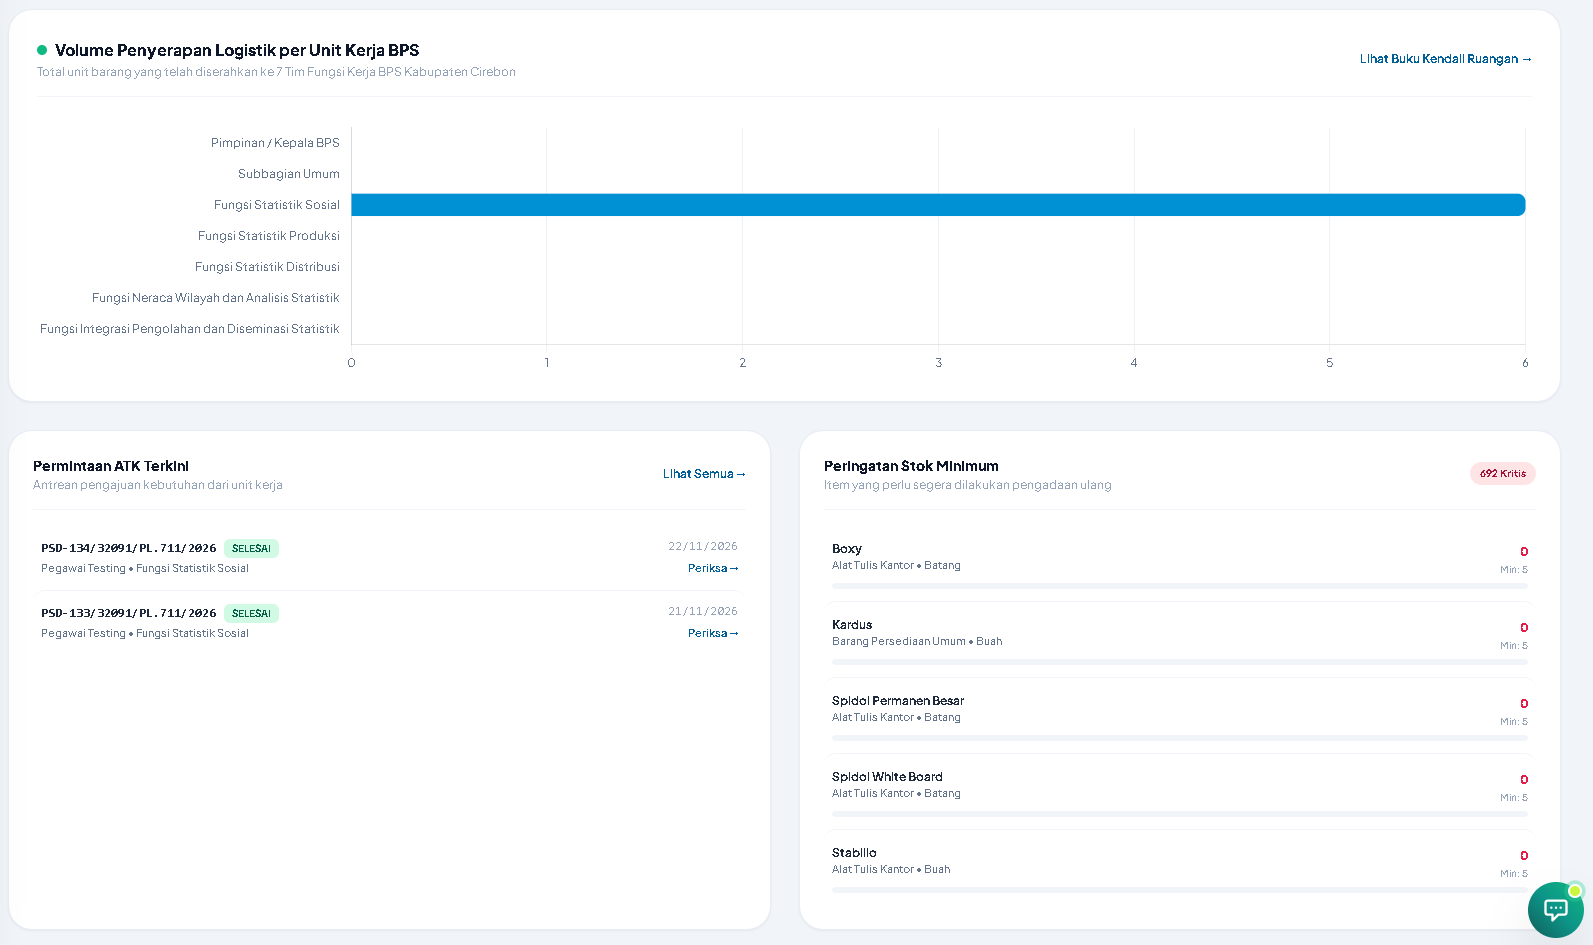 Volume Penyerapan Logistik per Unit Kerja BPS
Total unit barang yang telah diserahkan ke 7 Tim Fungsi Kerja BPS Kabupaten Cirebon
Lihat Buku Kendali Ruangan →
Pimpinan / Kepala BPS
Subbagian Umum
Fungsi Statistik Sosial
Fungsi Statistik Produksi
Fungsi Statistik Distribusi
Fungsi Neraca Wilayah dan Analisis Statistik
Fungsi Integrasi Pengolahan dan Diseminasi Statistik
0 1 2 3 4 5 6
Permintaan ATK Terkini
Antrean pengajuan kebutuhan dari unit kerja
Lihat Semua →
PSD-134/32091/PL.711/2026 SELESAI 22/11/2026
Pegawai Testing • Fungsi Statistik Sosial Periksa →
PSD-133/32091/PL.711/2026 SELESAI 21/11/2026
Pegawai Testing • Fungsi Statistik Sosial Periksa →
Peringatan Stok Minimum
Item yang perlu segera dilakukan pengadaan ulang
692 Kritis
Boxy 0
Alat Tulis Kantor • Batang Min: 5
Kardus 0
Barang Persediaan Umum • Buah Min: 5
Spidol Permanen Besar 0
Alat Tulis Kantor • Batang Min: 5
Spidol White Board 0
Alat Tulis Kantor • Batang Min: 5
Stabillo 0
Alat Tulis Kantor • Buah Min: 5